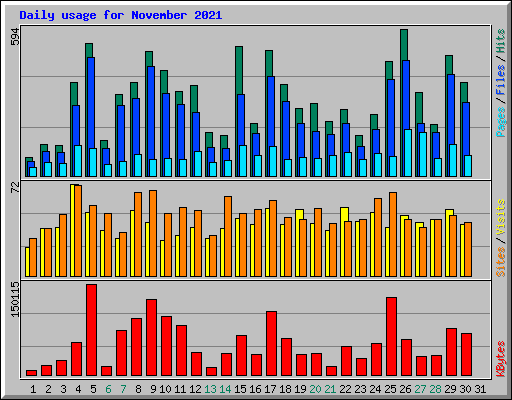 Daily usage for November 2021
594
Pages / Files / Hits
72
Sites / Visits
150115
KBytes
1 2 3 4 5 6 7 8 9 10 11 12 13 14 15 16 17 18 19 20 21 22 23 24 25 26 27 28 29 30 31